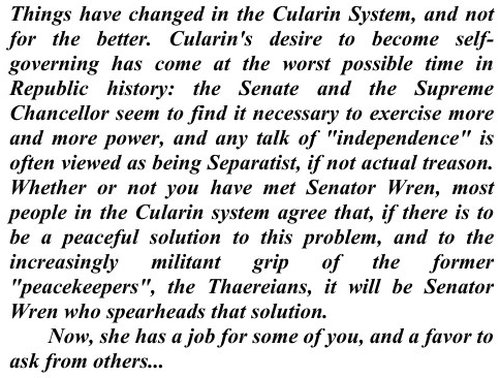 Things have changed in the Cularin System, and not
for the better. Cularin's desire to become self-
governing has come at the worst possible time in
Republic history: the Senate and the Supreme
Chancellor seem to find it necessary to exercise more
and more power, and any talk of "independence" is
often viewed as being Separatist, if not actual treason.
Whether or not you have met Senator Wren, most
people in the Cularin system agree that, if there is to
be a peaceful solution to this problem, and to the
increasingly militant grip of the former
"peacekeepers", the Thaereians, it will be Senator
Wren who spearheads that solution.
Now, she has a job for some of you, and a favor to
ask from others...